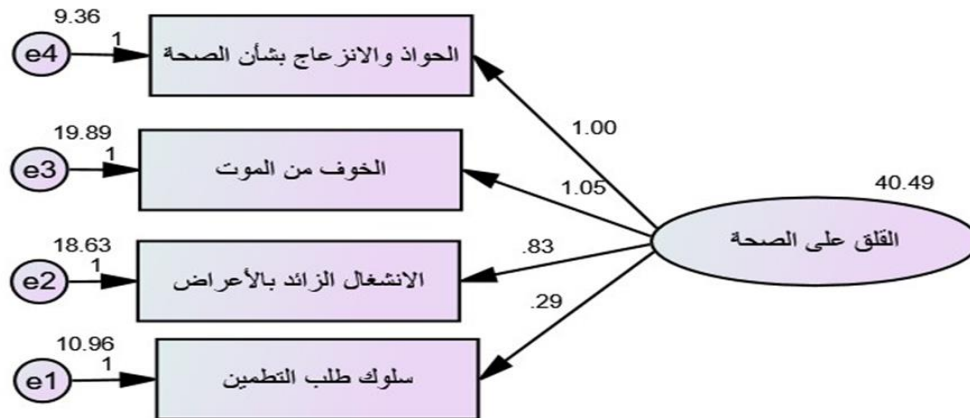 9.36
e4
1
الحواذ والانزعاج بشأن الصحة
1.00
19.89
e3
1
الخوف من الموت
1.05
40.49
القلق على الصحة
18.63
e2
1
الانشغال الزائد بالأعراض
.83
.29
10.96
e1
1
سلوك طلب التطمين